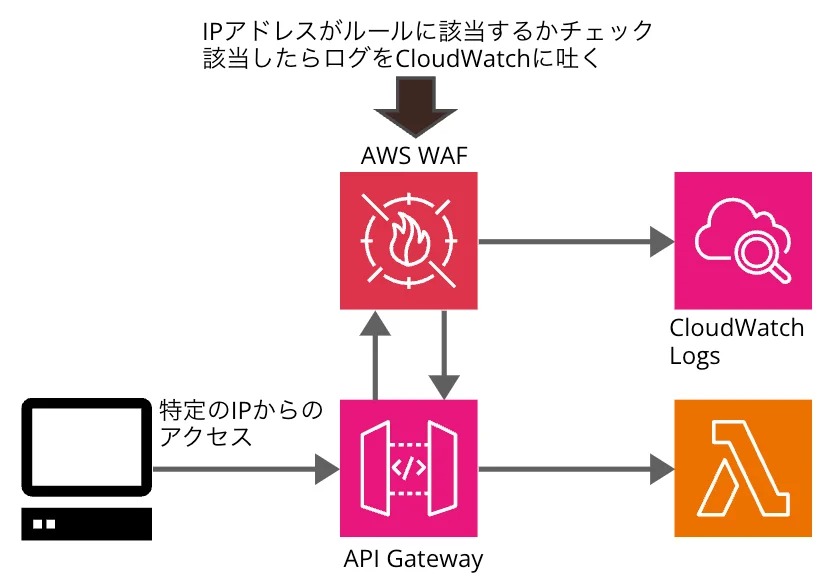 IPアドレスがルールに該当するかチェック
該当したらログをCloudWatchに吐く
AWS WAF
CloudWatch
Logs
特定のIPからの
アクセス
API Gateway